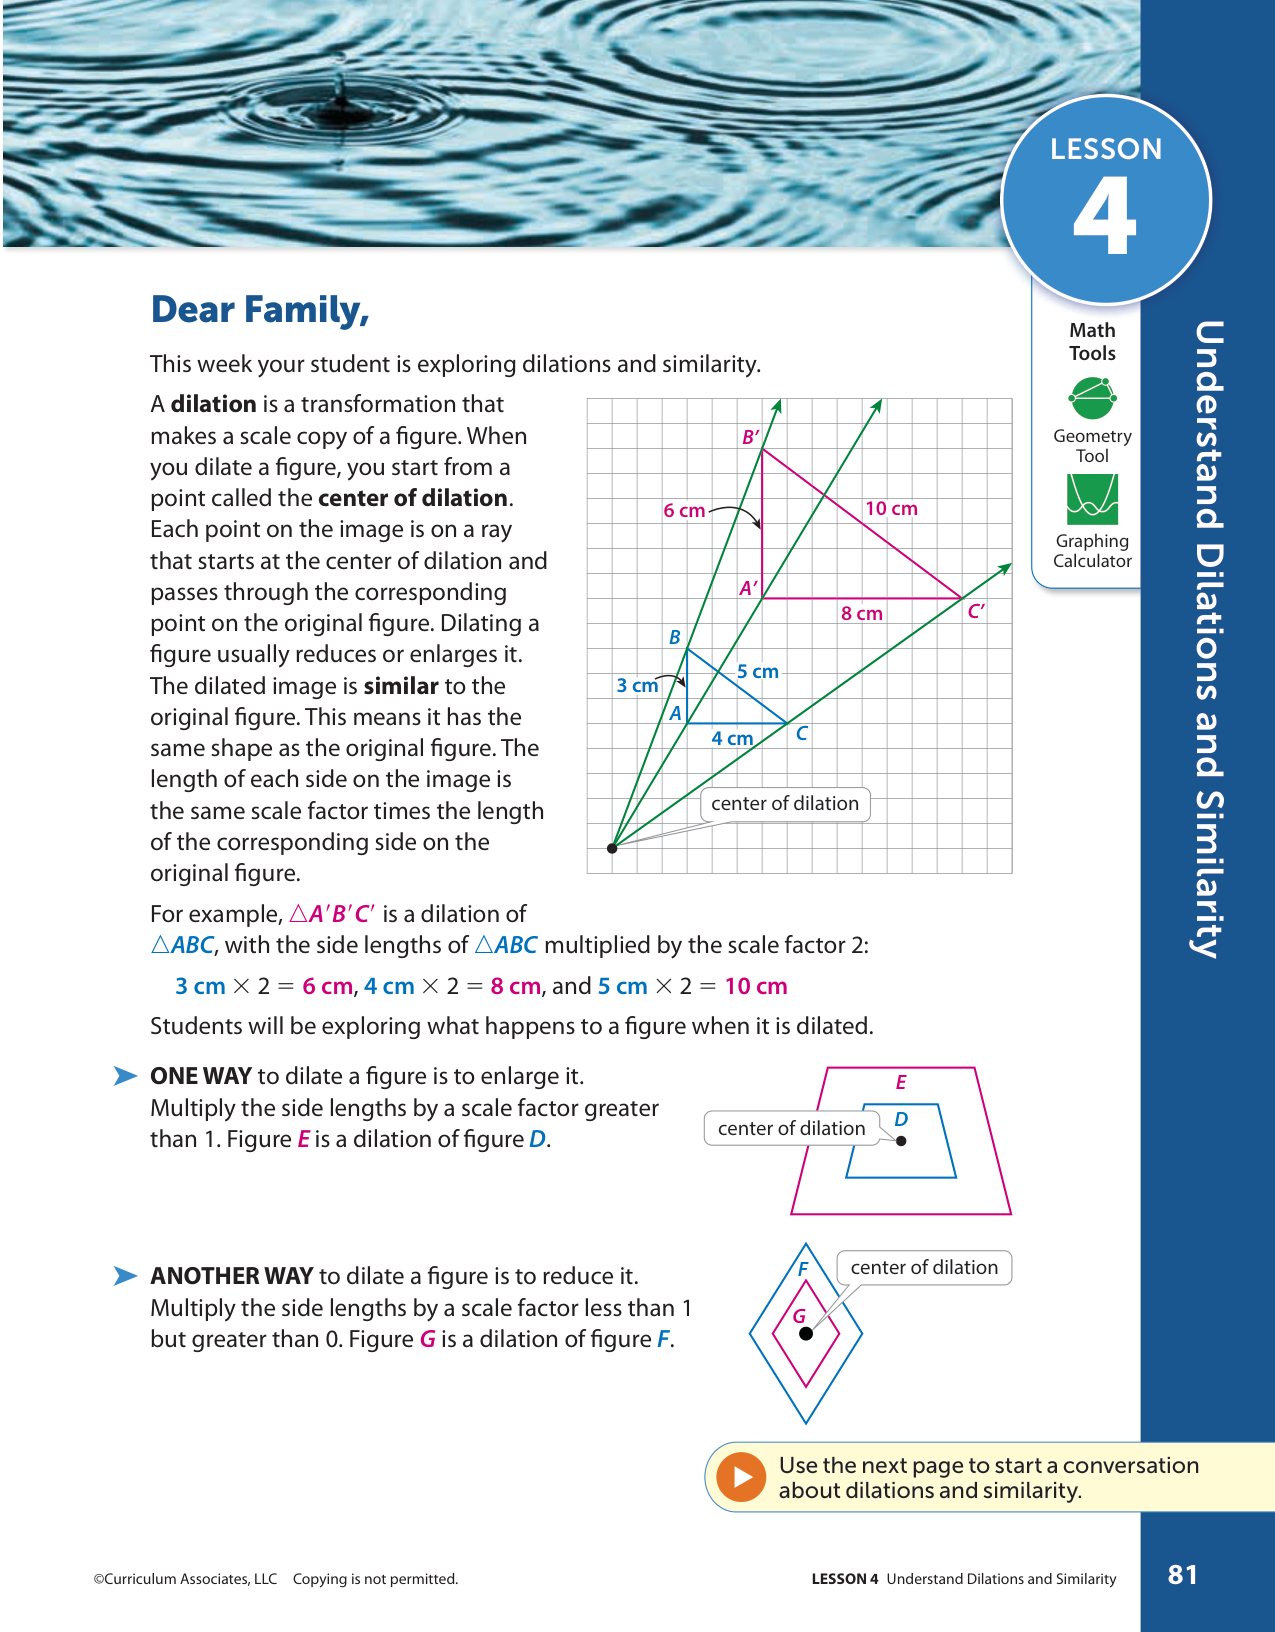 LESSON
4
Math
Tools
Geometry
Tool
Graphing
Calculator
Understand Dilations and Similarity
Dear Family,
This week your student is exploring dilations and similarity.
A dilation is a transformation that
makes a scale copy of a figure. When
you dilate a figure, you start from a
point called the center of dilation.
Each point on the image is on a ray
that starts at the center of dilation and
passes through the corresponding
point on the original figure. Dilating a
figure usually reduces or enlarges it.
The dilated image is similar to the
original figure. This means it has the
same shape as the original figure. The
length of each side on the image is
the same scale factor times the length
of the corresponding side on the
original figure.
B′
6 cm
10 cm
A′
8 cm
C′
B
5 cm
3 cm
A
4 cm
C
center of dilation
For example, △A′B′C′ is a dilation of
△ABC, with the side lengths of △ABC multiplied by the scale factor 2:
3 cm × 2 = 6 cm, 4 cm × 2 = 8 cm, and 5 cm × 2 = 10 cm
Students will be exploring what happens to a figure when it is dilated.
ONE WAY to dilate a figure is to enlarge it.
Multiply the side lengths by a scale factor greater
than 1. Figure E is a dilation of figure D.
E
D
center of dilation
ANOTHER WAY to dilate a figure is to reduce it.
Multiply the side lengths by a scale factor less than 1
but greater than 0. Figure G is a dilation of figure F.
F
center of dilation
G
Use the next page to start a conversation
about dilations and similarity.
©Curriculum Associates, LLC Copying is not permitted.
LESSON 4 Understand Dilations and Similarity
81